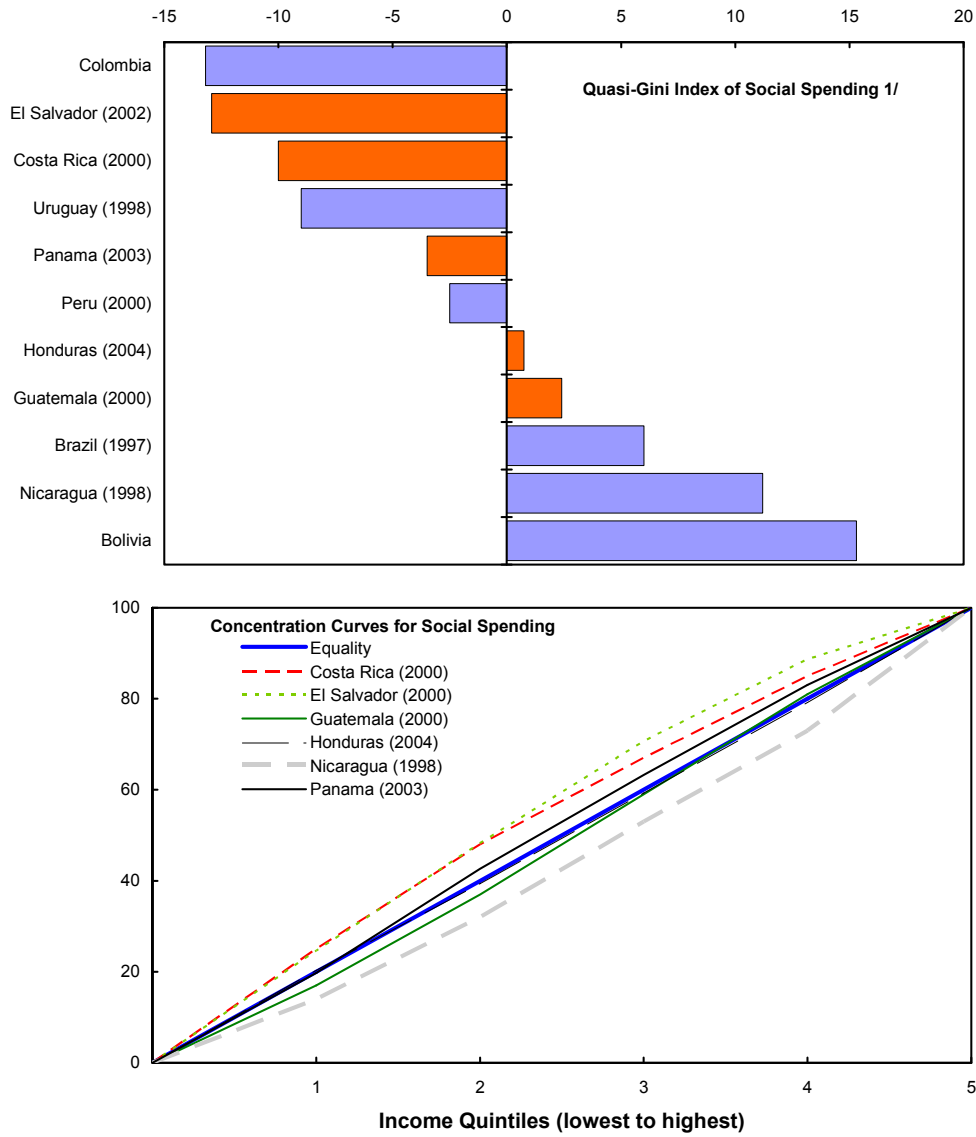 -15 -10 -5 0 5 10 15 20
Colombia
Quasi-Gini Index of Social Spending 1/
El Salvador (2002)
Costa Rica (2000)
Uruguay (1998)
Panama (2003)
Peru (2000)
Honduras (2004)
Guatemala (2000)
Brazil (1997)
Nicaragua (1998)
Bolivia
100
Concentration Curves for Social Spending
Equality
Costa Rica (2000)
80
El Salvador (2000)
Guatemala (2000)
Honduras (2004)
Nicaragua (1998)
60
Panama (2003)
40
20
0
1 2 3 4 5
Income Quintiles (lowest to highest)